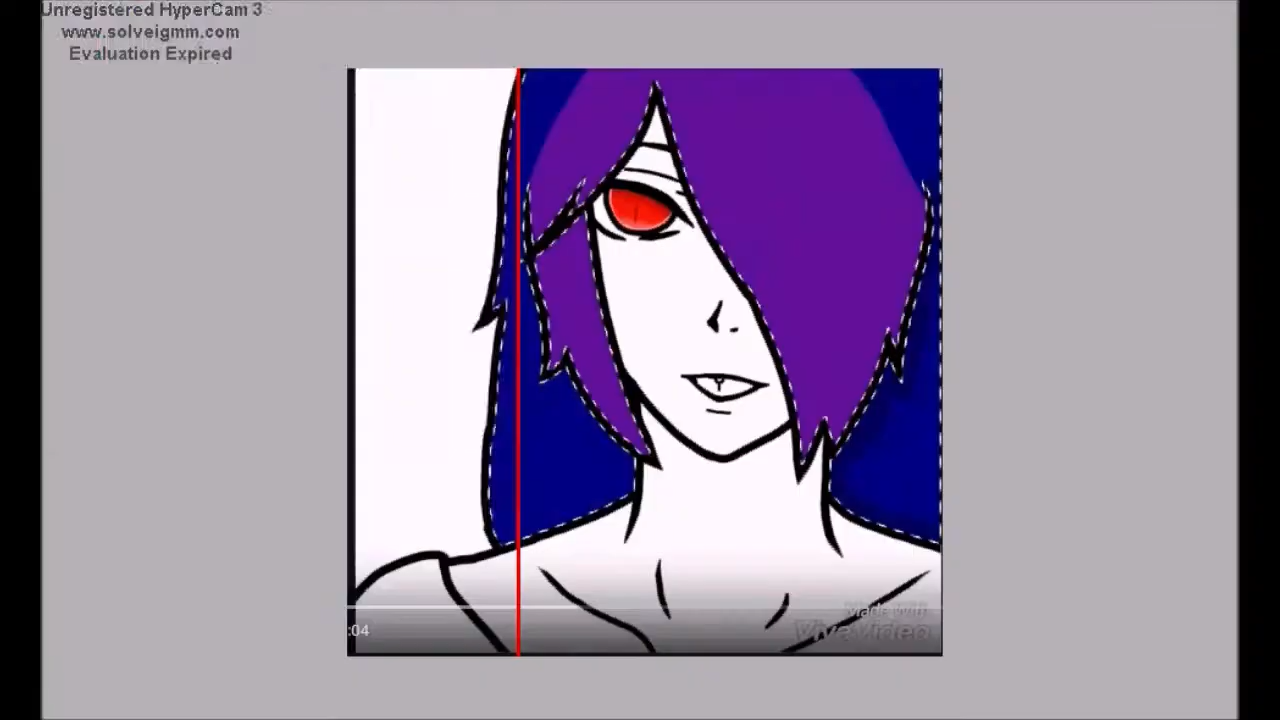 Unregistered HyperCam 3
www.solveigmm.com
Evaluation Expired
:04
Made With
VivaVideo